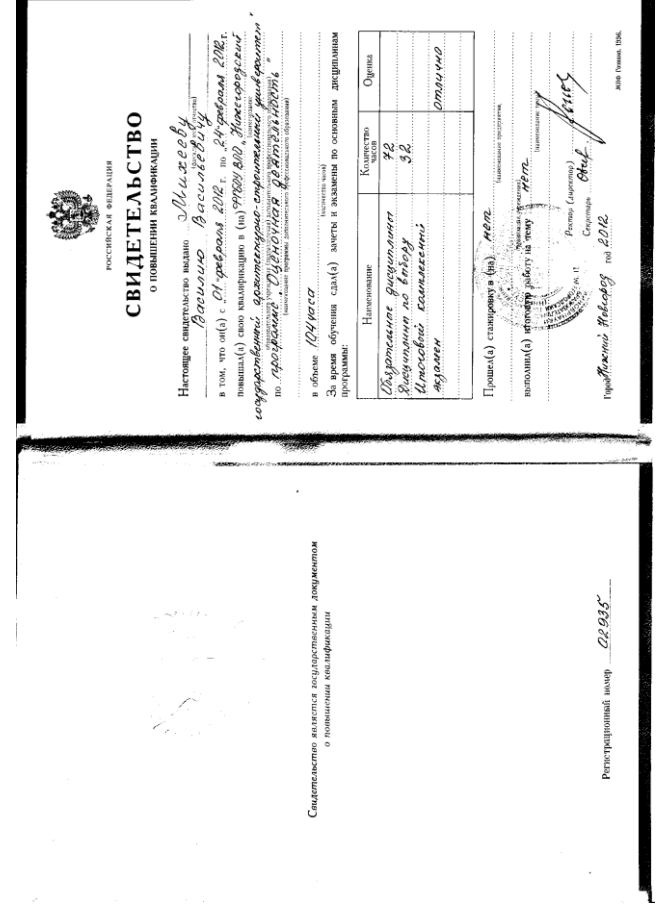 РОССИЙСКАЯ ФЕДЕРАЦИЯ
СВИДЕТЕЛЬСТВО
О ПОВЫШЕНИИ КВАЛИФИКАЦИИ
Настоящее свидетельство выдано Михееву
Василию Васильевичу
в том, что он(а) с „01“ февраля 2012 г. по „24“ февраля 2012 г.
повышал(а) свою квалификацию в (на) ФГБОУ ВПО „Нижегородский
государственный архитектурно-строительный университет“
по программе „Оценочная деятельность“
в объеме 104 часа
За время обучения сдал(а) зачеты и экзамены по основным дисциплинам
программы:
Наименование Количество часов Оценка
Обязательные дисциплины 72
Дисциплины по выбору 32
Итоговый комплексный
экзамен отлично
Прошел(а) стажировку в (на) нет
(наименование предприятия,
выполнил(а) итоговую работу на тему нет
Ректор (директор)
Секретарь
Город Нижний Новгород год 2012
Свидетельство является государственным документом
о повышении квалификации
Регистрационный номер 02935